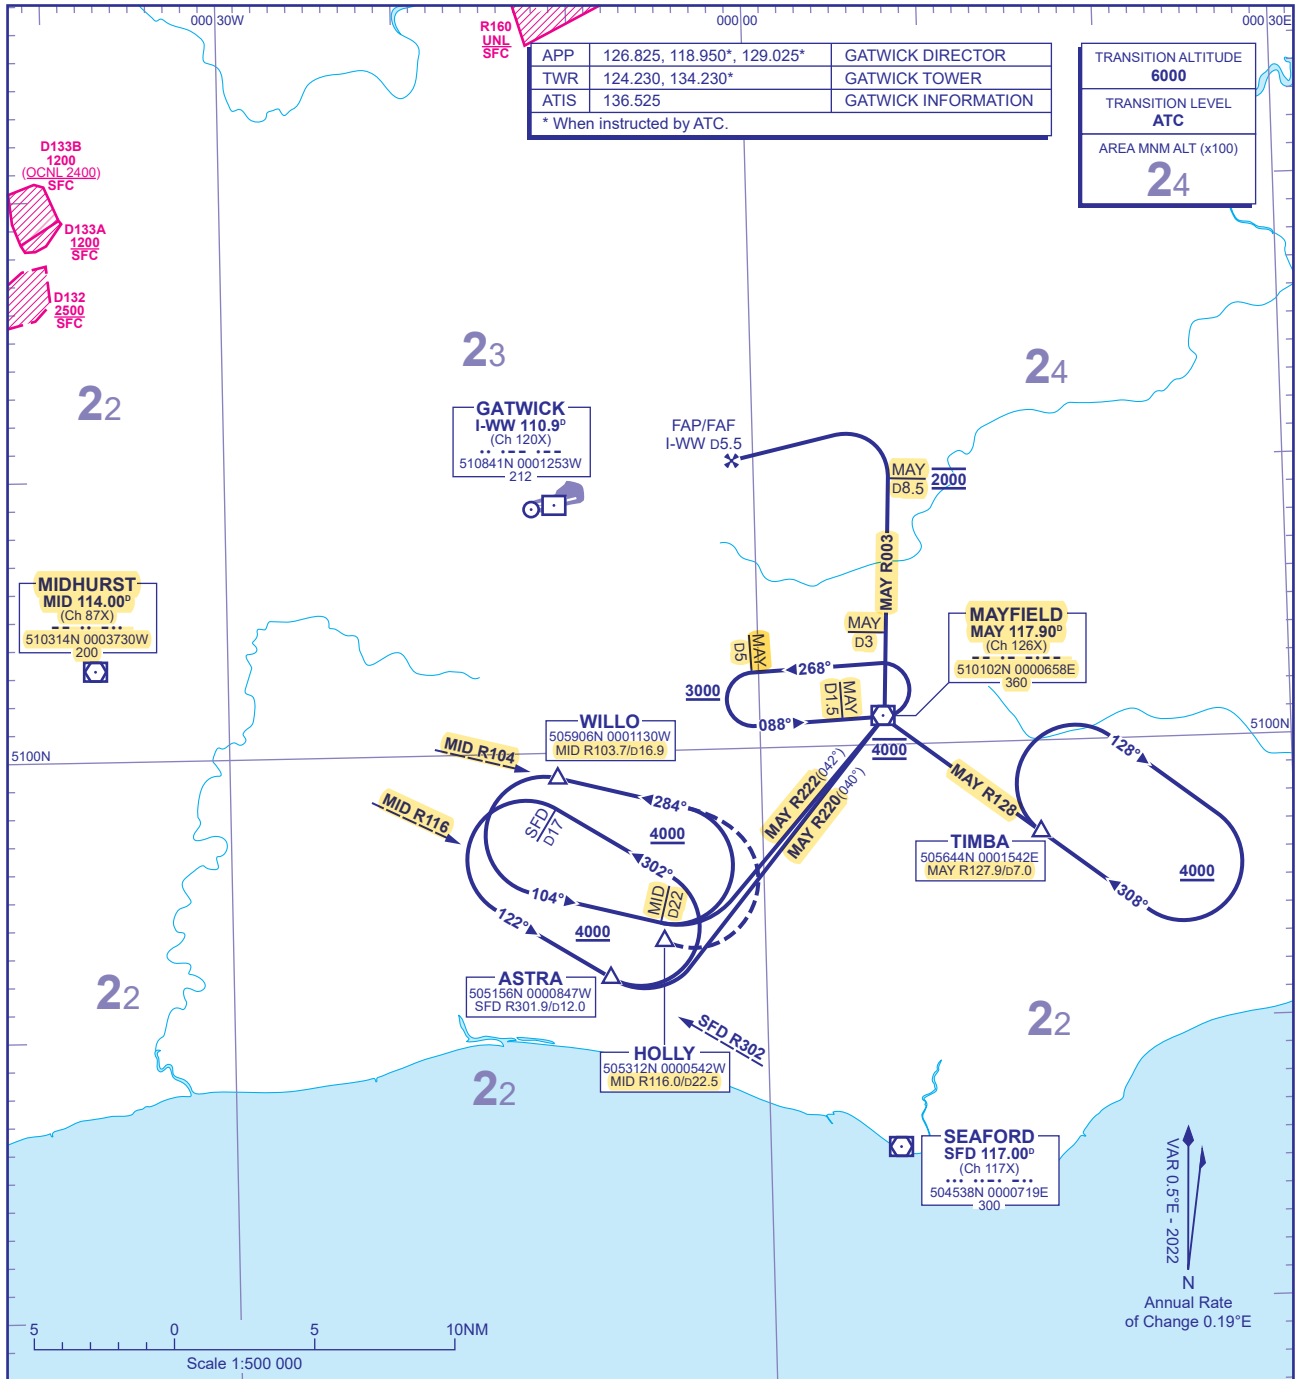 000 30W
000 00
000 30E
R160
UNL
SFC
APP 126.825, 118.950*, 129.025* GATWICK DIRECTOR
TWR 124.230, 134.230* GATWICK TOWER
ATIS 136.525 GATWICK INFORMATION
* When instructed by ATC.
TRANSITION ALTITUDE
6000
TRANSITION LEVEL
ATC
AREA MNM ALT (x100)
24
D133B
1200
(OCNL 2400)
SFC
D133A
1200
SFC
D132
2500
SFC
23
24
22
GATWICK
I-WW 110.9D
(Ch 120X)
510841N 0001253W
212
FAP/FAF
I-WW D5.5
MAY
D8.5
2000
MAY R003
MIDHURST
MID 114.00D
(Ch 87X)
510314N 0003730W
200
MAY
D3
MAYFIELD
MAY 117.90D
(Ch 126X)
510102N 0000658E
360
MAY
D5
268°
3000
MAY
D1.5
088°
4000
5100N
5100N
WILLO
505906N 0001130W
MID R103.7/D16.9
MID R104
MID R116
284°
4000
SFD
D17
302°
104°
MID
D22
122°
4000
MAY R222(042°)
MAY R220(040°)
MAY R128
128°
308°
4000
TIMBA
505644N 0001542E
MAY R127.9/D7.0
ASTRA
505156N 0000847W
SFD R301.9/D12.0
22
22
22
SFD R302
HOLLY
505312N 0000542W
MID R116.0/D22.5
SEAFORD
SFD 117.00D
(Ch 117X)
504538N 0000719E
300
VAR 0.5°E - 2022
N
Annual Rate
of Change 0.19°E
5 0 5 10NM
Scale 1:500 000